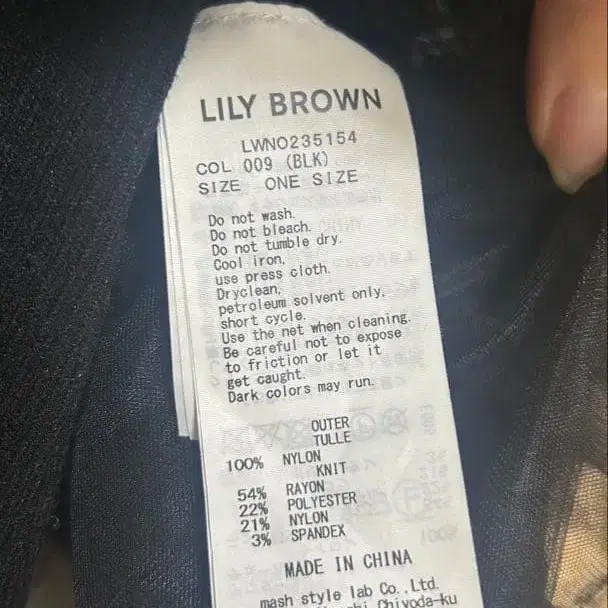 LILY BROWN
LWNO235154
COL 009 (BLK)
SIZE ONE SIZE
Do not wash.
Do not bleach.
Do not tumble dry.
Cool iron,
use press cloth.
Dryclean,
petroleum solvent only,
short cycle.
Use the net when cleaning.
Be careful not to expose
to friction or let it
get caught.
Dark colors may run.
OUTER
TULLE
100% NYLON
KNIT
54% RAYON
22% POLYESTER
21% NYLON
3% SPANDEX
MADE IN CHINA
mash style lab Co.,Ltd.
Chiyoda-ku